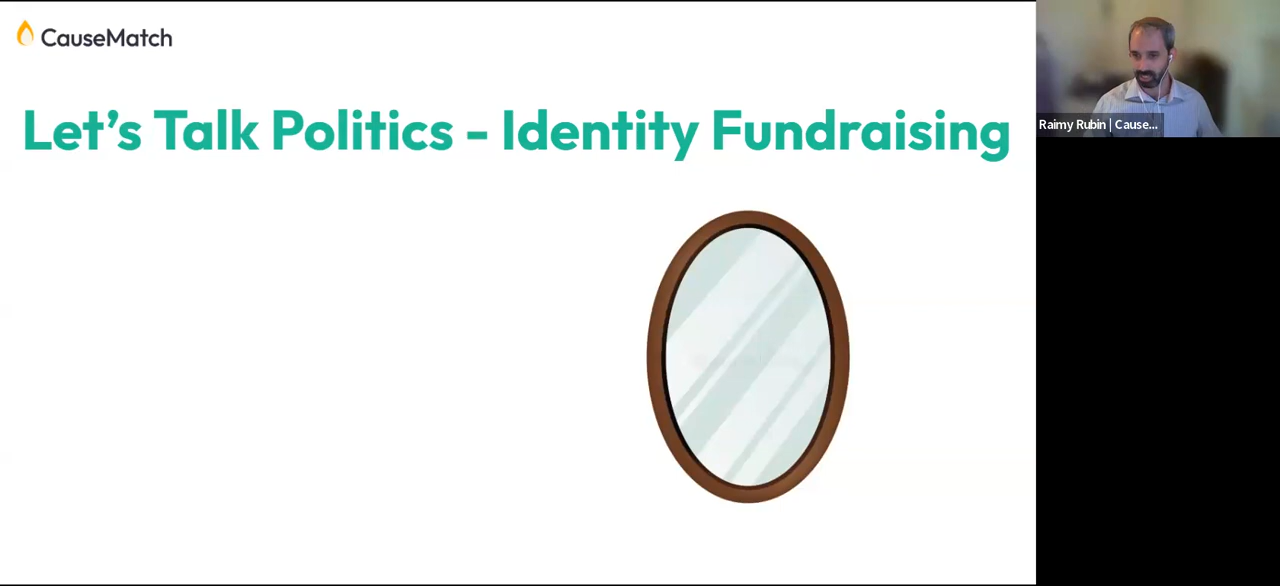 CauseMatch
Let's Talk Politics - Identity Fundraising
Raimy Rubin | Cause...